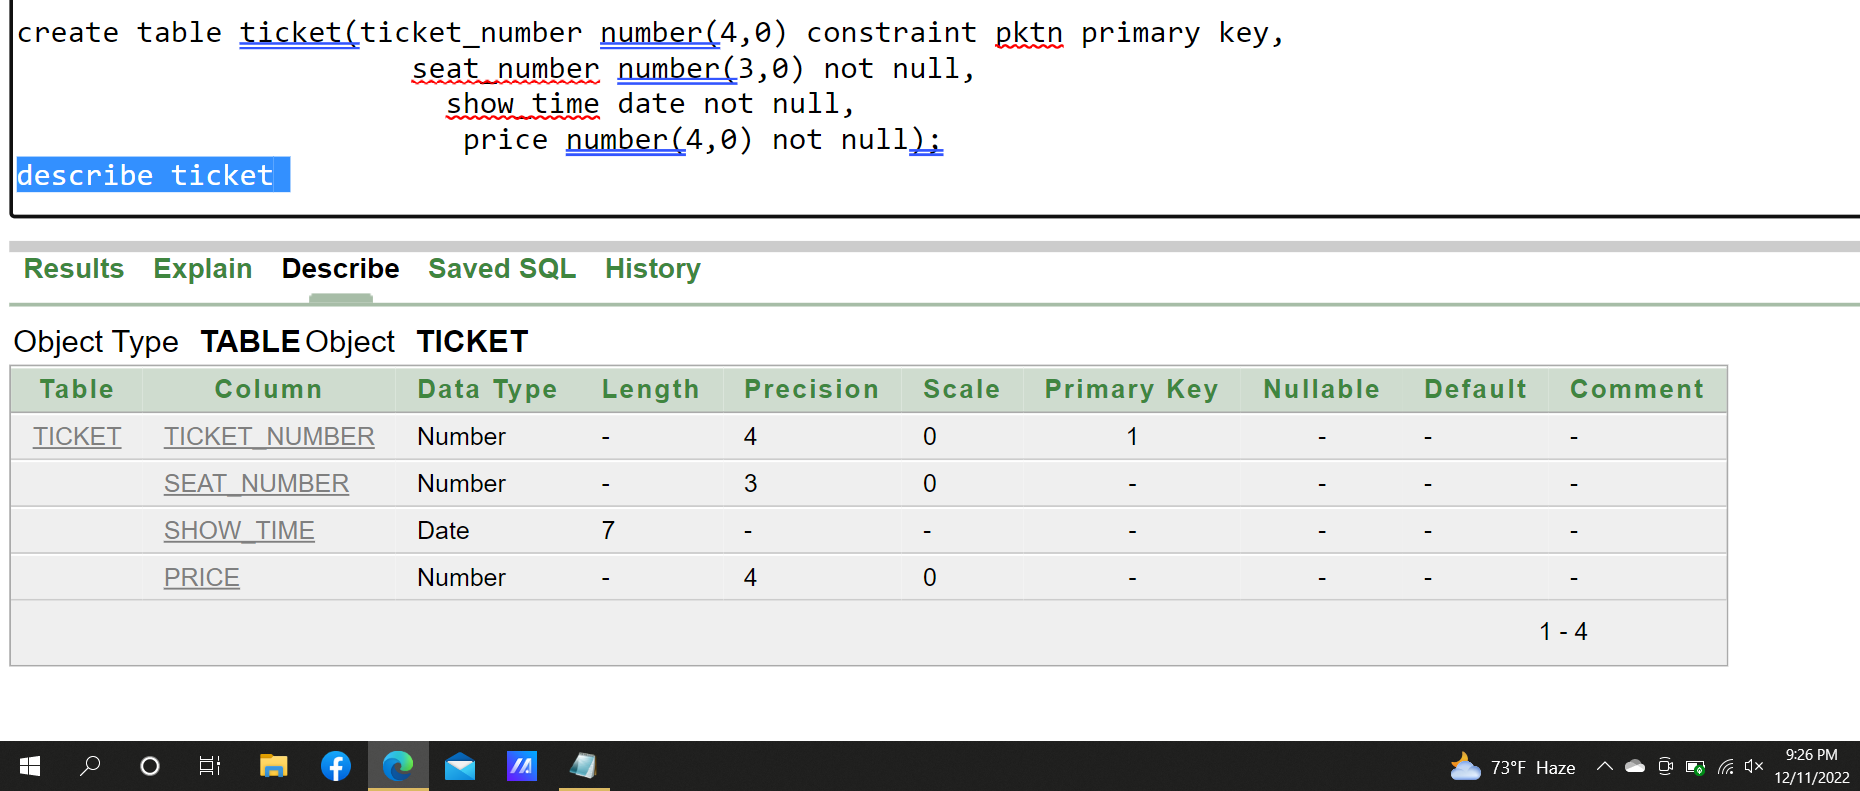 create table ticket(ticket_number number(4,0) constraint pktn primary key,
seat_number number(3,0) not null,
show_time date not null,
price number(4,0) not null);
describe ticket
Results Explain Describe Saved SQL History
Object Type TABLE Object TICKET
Table Column Data Type Length Precision Scale Primary Key Nullable Default Comment
TICKET TICKET_NUMBER Number - 4 0 1 - - -
SEAT_NUMBER Number - 3 0 - - - -
SHOW_TIME Date 7 - - - - - -
PRICE Number - 4 0 - - - -
1 - 4
73°F Haze
9:26 PM
12/11/2022